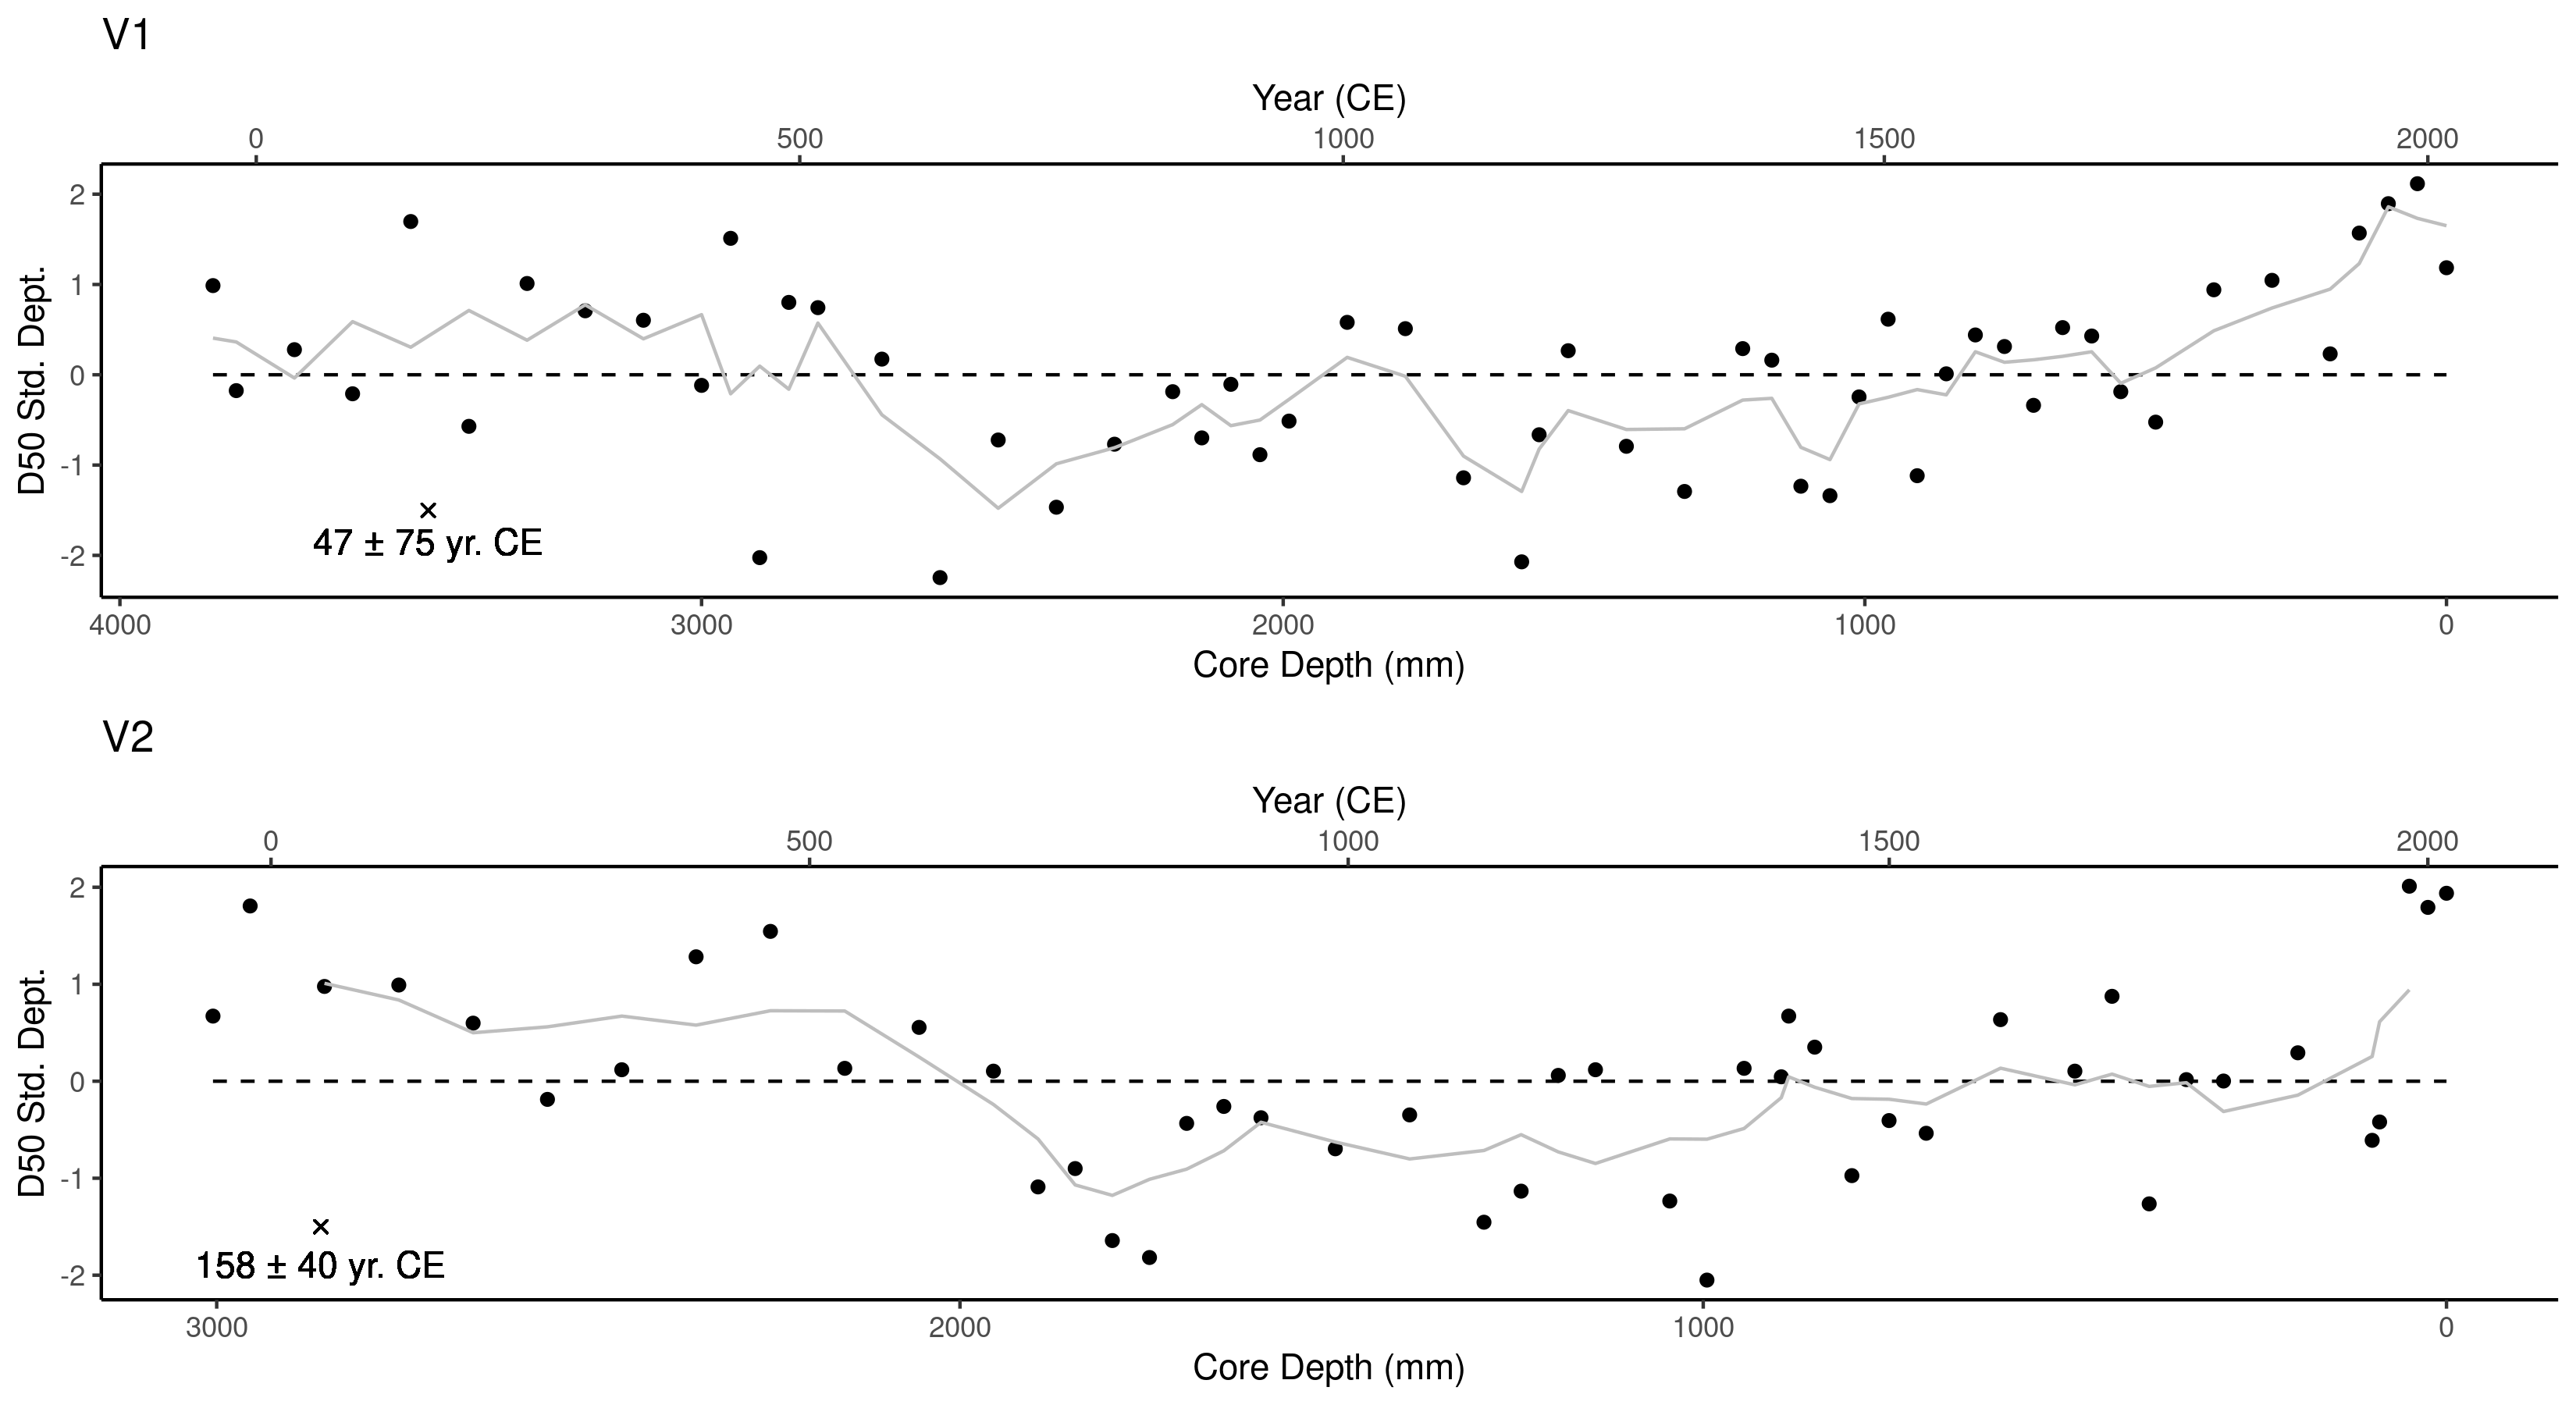 V1
Year (CE)
0 500 1000 1500 2000
D50 Std. Dept.
2
1
0
-1
-2
×
47 ± 75 yr. CE
4000 3000 2000 1000 0
Core Depth (mm)
V2
Year (CE)
0 500 1000 1500 2000
D50 Std. Dept.
2
1
0
-1
-2
×
158 ± 40 yr. CE
3000 2000 1000 0
Core Depth (mm)